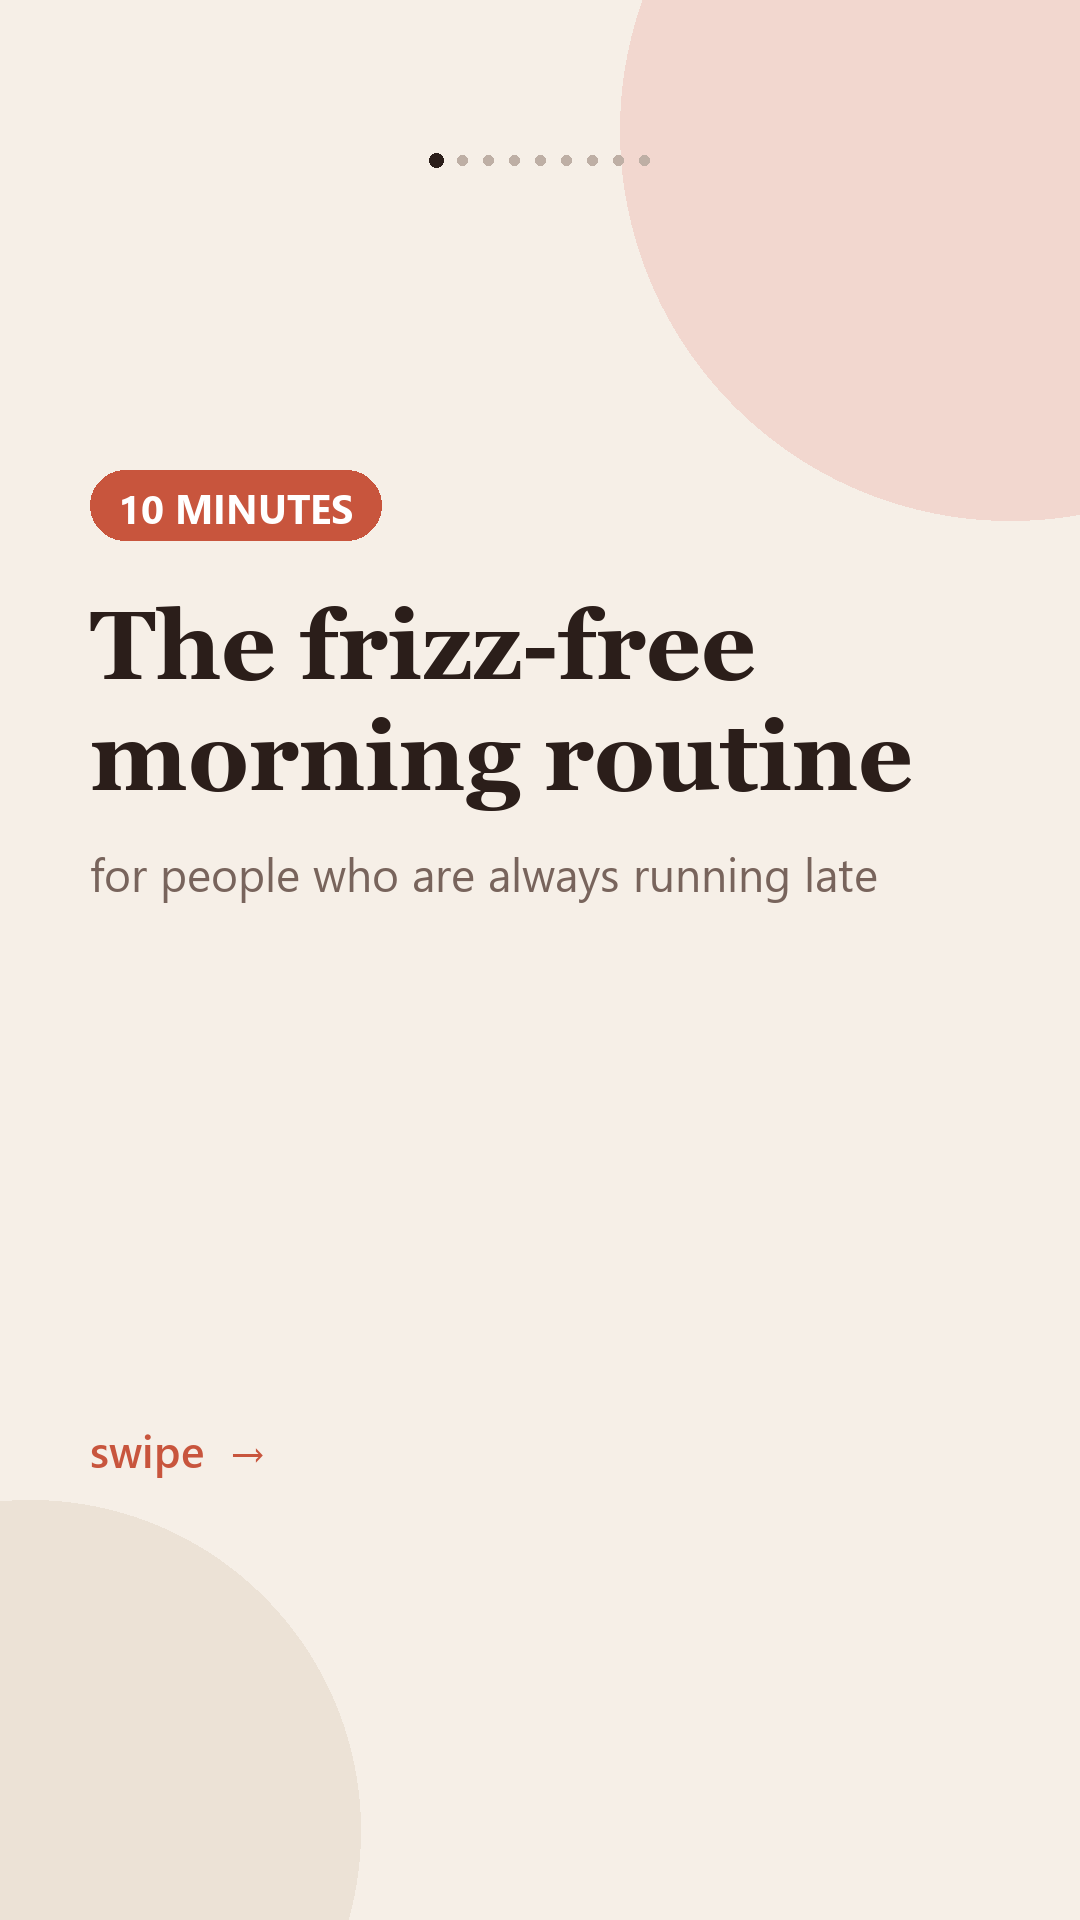 10 MINUTES
The frizz-free
morning routine
for people who are always running late
swipe →